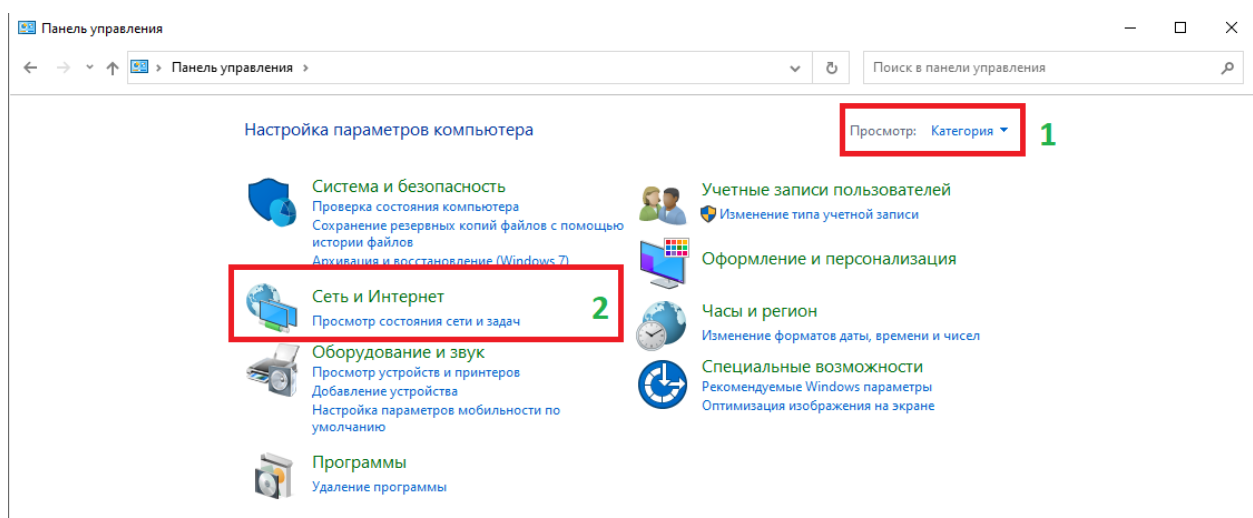 Панель управления
Панель управления
Поиск в панели управления
Настройка параметров компьютера
Просмотр: Категория
1
Система и безопасность
Проверка состояния компьютера
Сохранение резервных копий файлов с помощью
истории файлов
Архивация и восстановление (Windows 7)
Сеть и Интернет
Просмотр состояния сети и задач
2
Оборудование и звук
Просмотр устройств и принтеров
Добавление устройства
Настройка параметров мобильности по
умолчанию
Программы
Удаление программы
Учетные записи пользователей
Изменение типа учетной записи
Оформление и персонализация
Часы и регион
Изменение форматов даты, времени и чисел
Специальные возможности
Рекомендуемые Windows параметры
Оптимизация изображения на экране